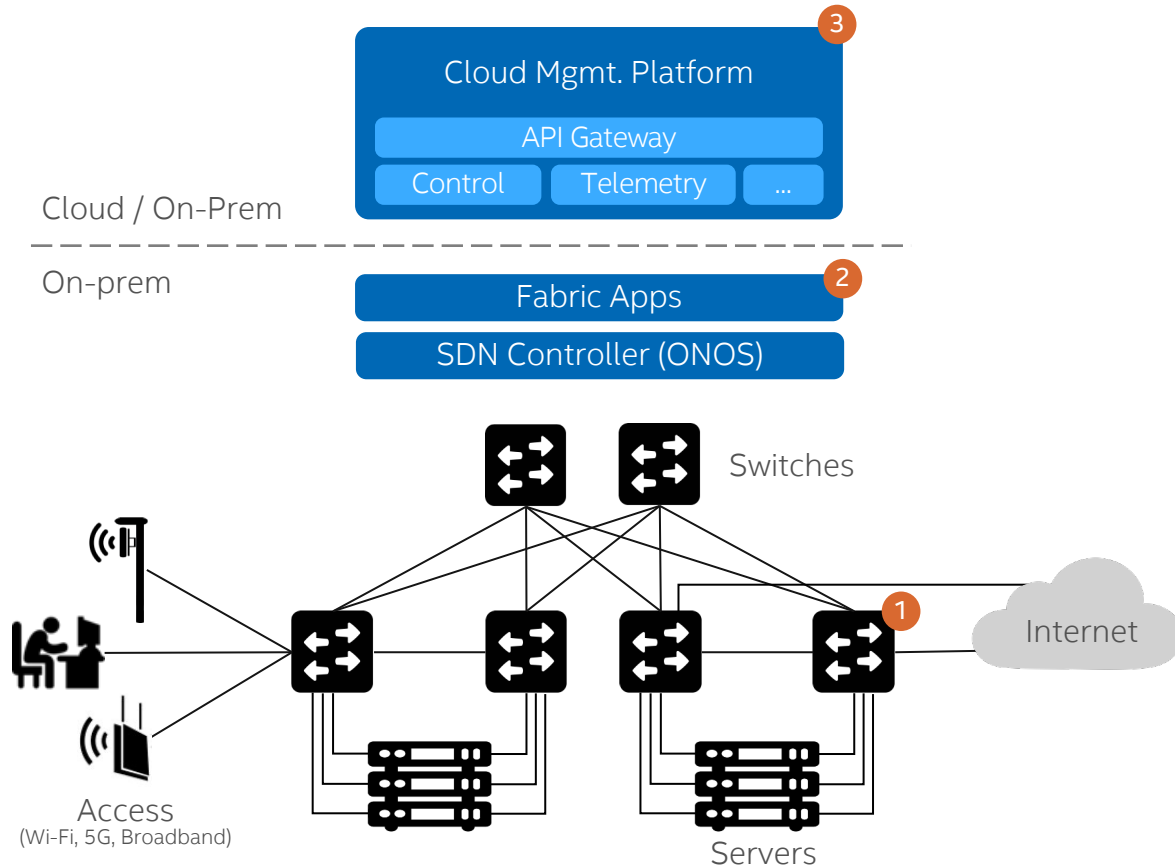 3
Cloud Mgmt. Platform
API Gateway
Control
Telemetry
...
Cloud / On-Prem
On-prem
2
Fabric Apps
SDN Controller (ONOS)
Switches
1
Internet
Access
(Wi-Fi, 5G, Broadband)
Servers